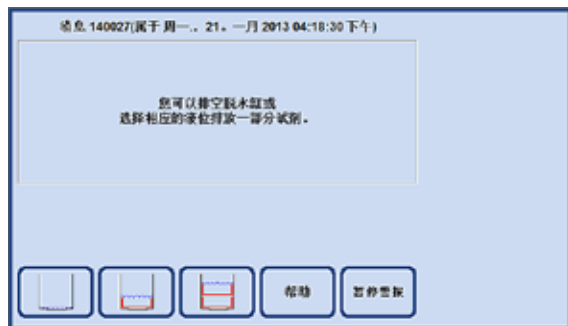 消息 140027(属于 周一.，21。一月 2013 04:18:30 下午)
您可以排空脱水缸或
选择相应的液位排放一部分试剂。
帮助
暂停警报